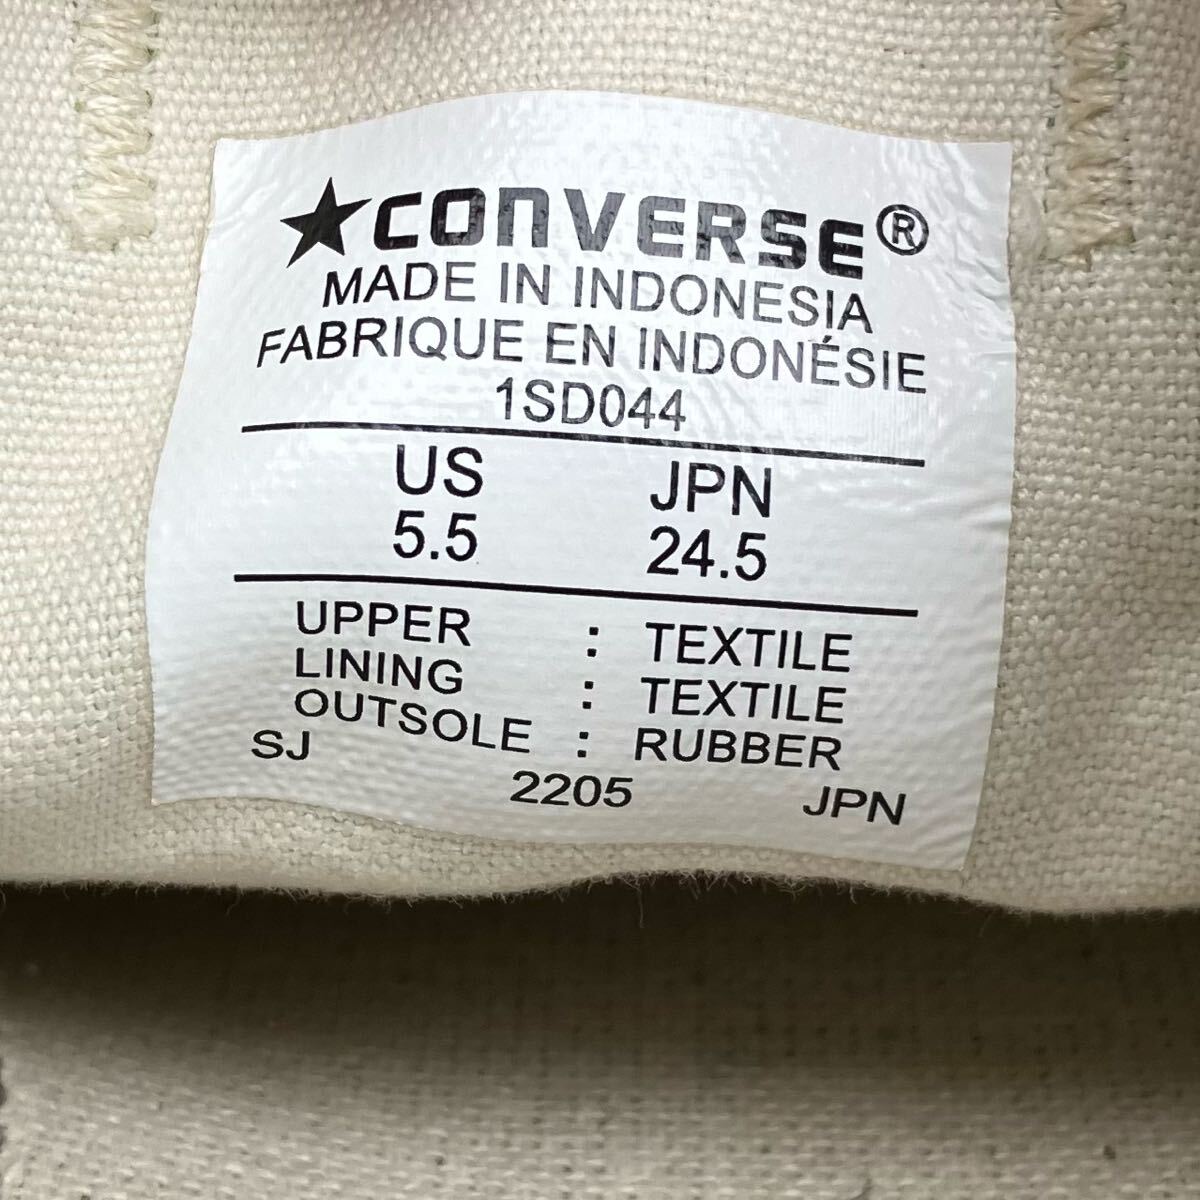 ★CONVERSE®
MADE IN INDONESIA
FABRIQUE EN INDONÉSIE
1SD044
US JPN
5.5 24.5
UPPER : TEXTILE
LINING : TEXTILE
OUTSOLE : RUBBER
SJ 2205 JPN